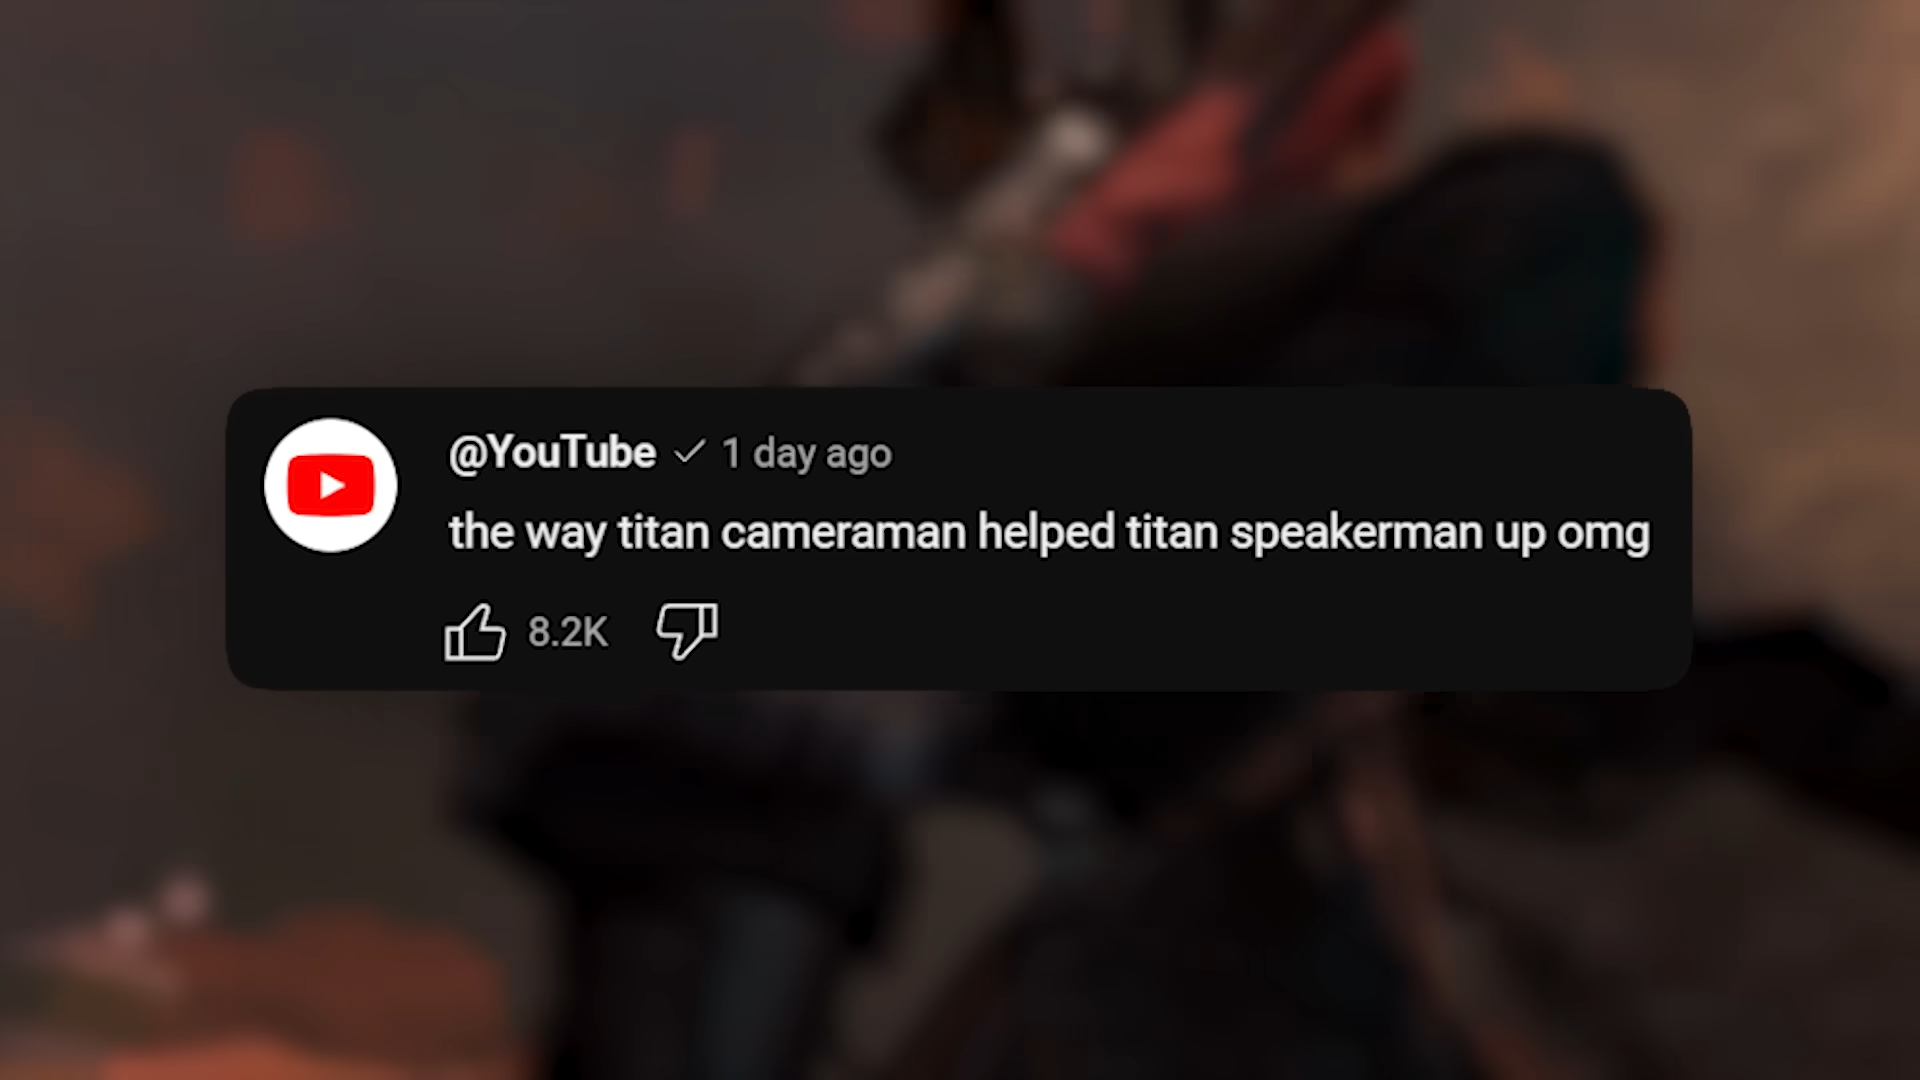 @YouTube ✓ 1 day ago
the way titan cameraman helped titan speakerman up omg
8.2K